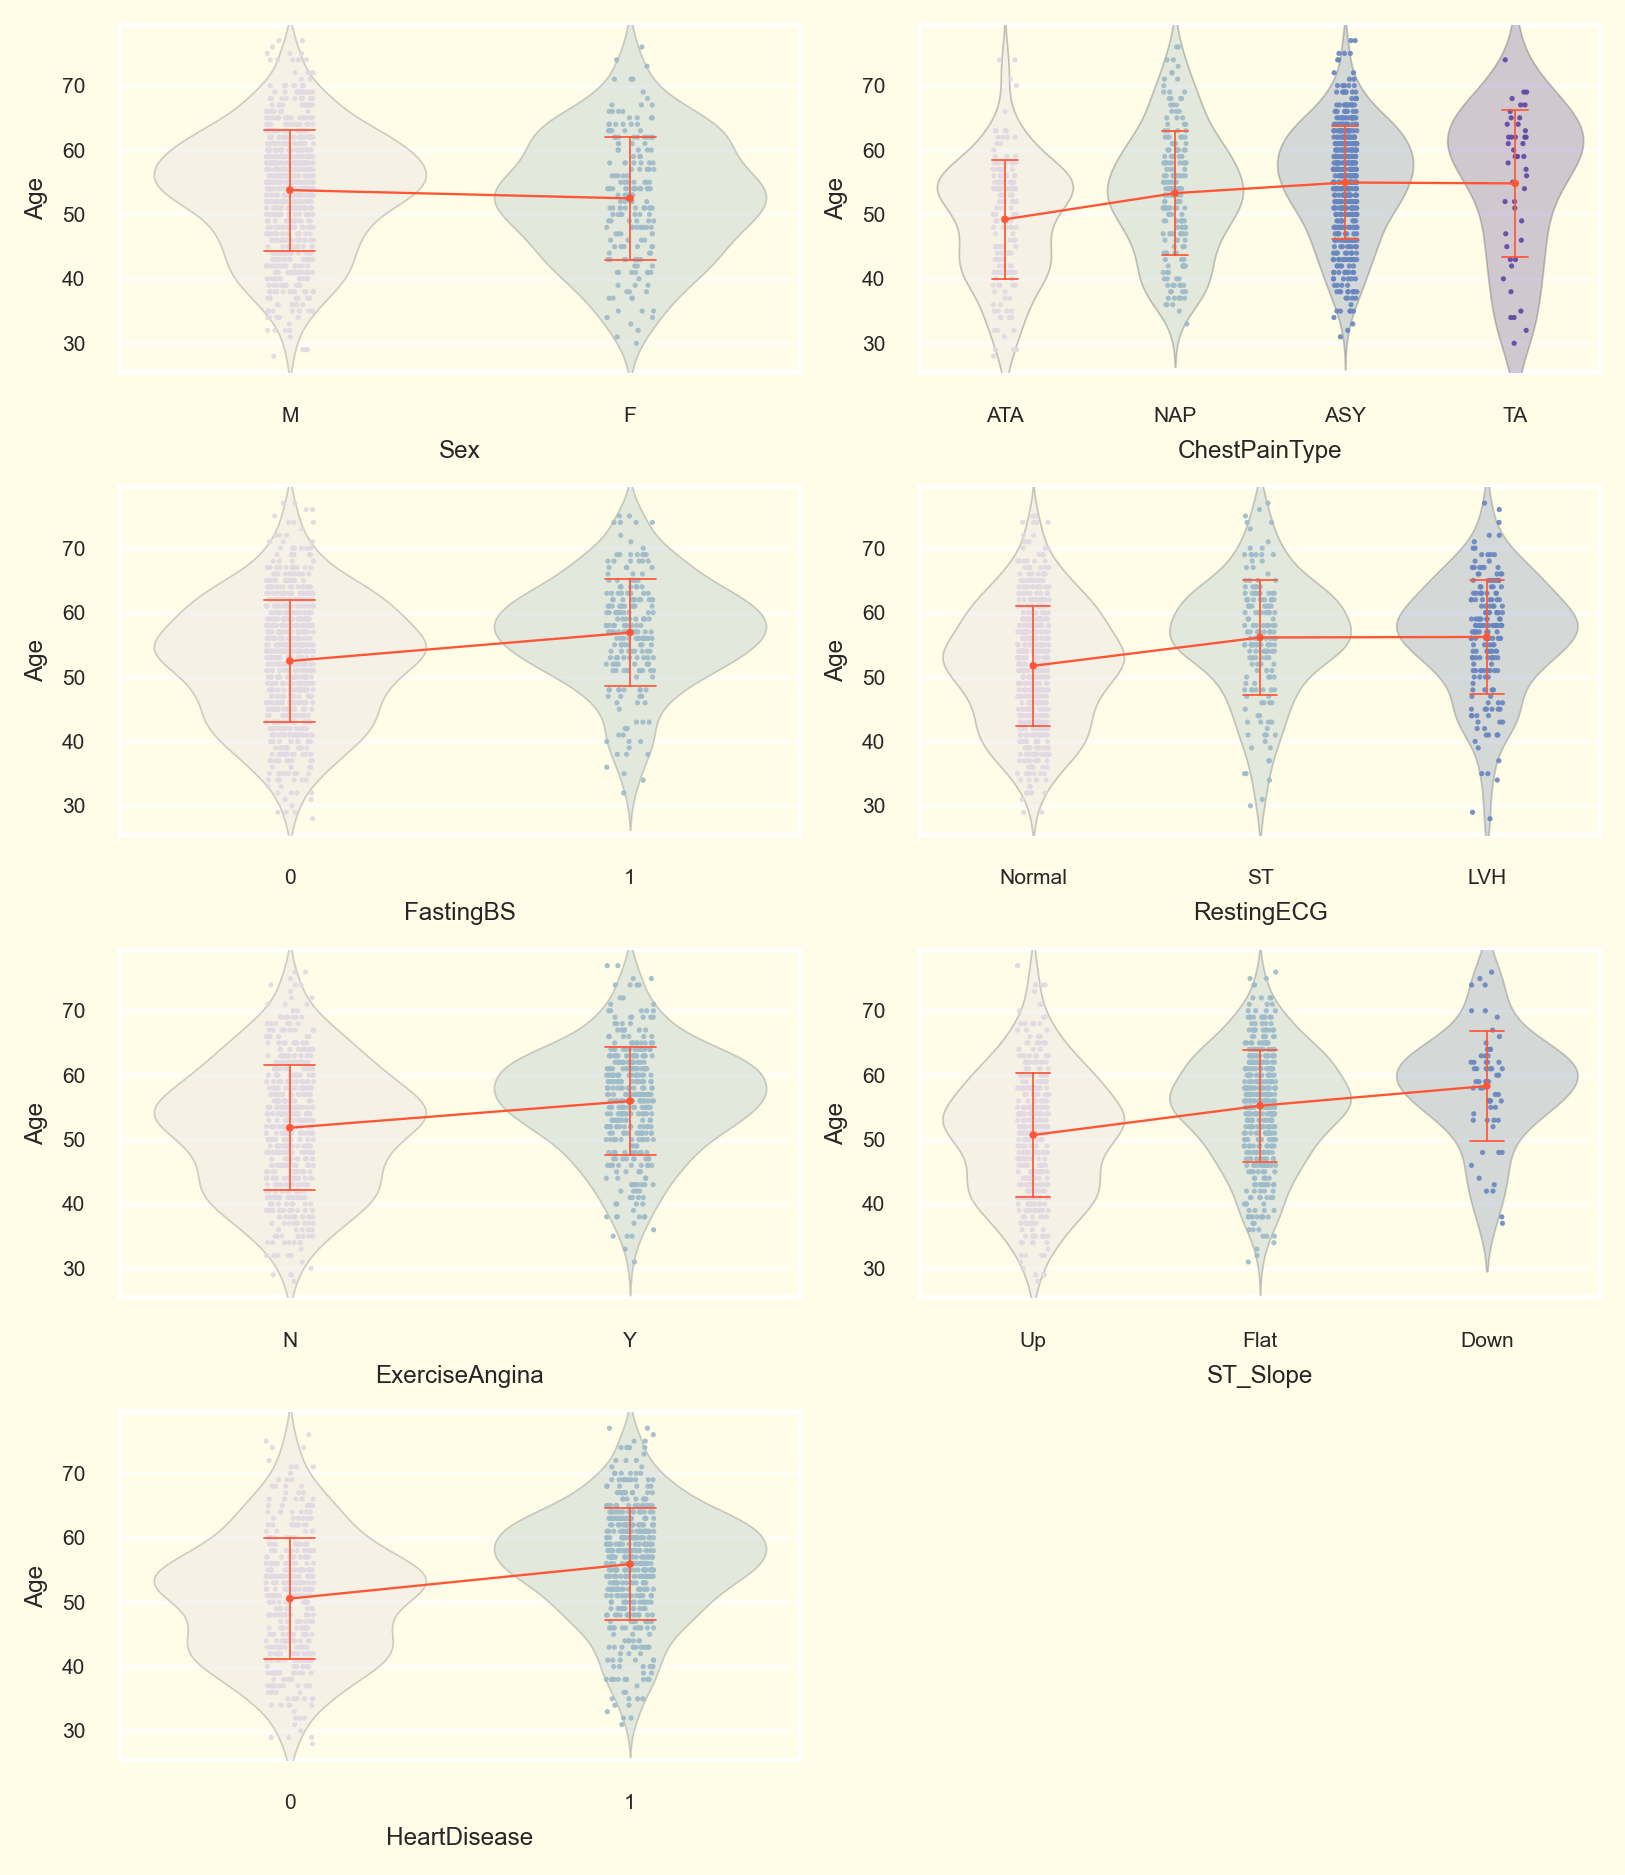 Age
70
60
50
40
30
M F
Sex
Age
70
60
50
40
30
ATA NAP ASY TA
ChestPainType
Age
70
60
50
40
30
0 1
FastingBS
Age
70
60
50
40
30
Normal ST LVH
RestingECG
Age
70
60
50
40
30
N Y
ExerciseAngina
Age
70
60
50
40
30
Up Flat Down
ST_Slope
Age
70
60
50
40
30
0 1
HeartDisease